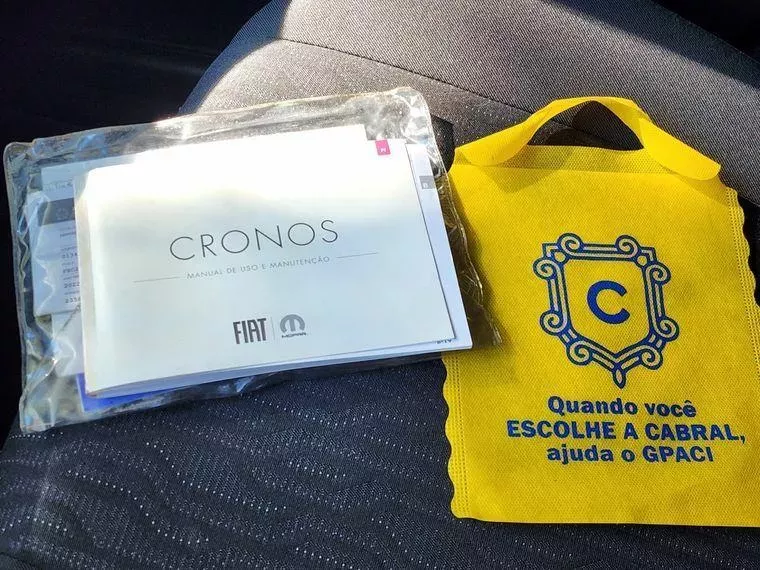 CRONOS
MANUAL DE USO E MANUTENÇÃO
FIAT
MOPAR
C
Quando você
ESCOLHE A CABRAL,
ajuda o GPACI